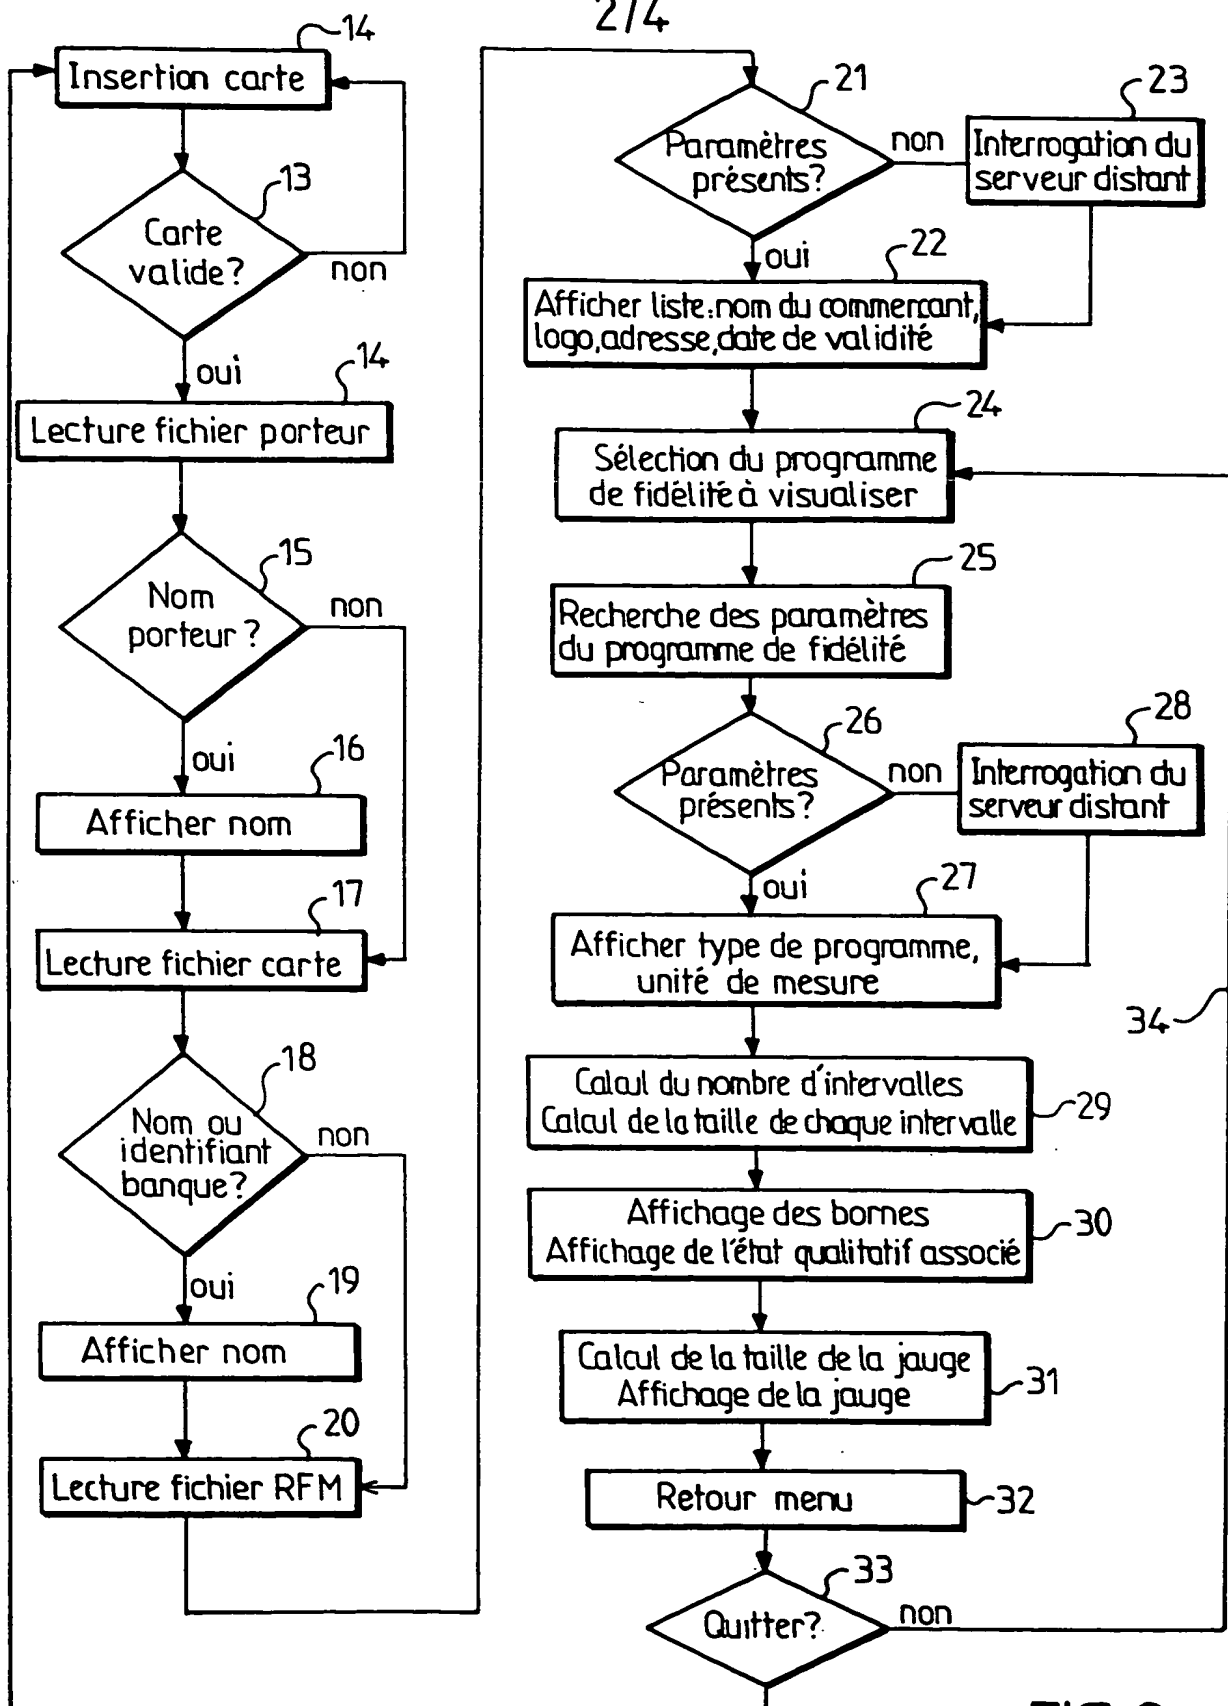 2/4
14
Insertion carte
13
Carte
valide?
non
oui
14
Lecture fichier porteur
15
Nom
porteur ?
non
oui
16
Afficher nom
17
Lecture fichier carte
18
Nom ou
identifiant
banque?
non
oui
19
Afficher nom
20
Lecture fichier RFM
21
Paramètres
présents?
non
23
Interrogation du
serveur distant
oui
22
Afficher liste:nom du commercant,
logo,adresse,date de validité
24
Sélection du programme
de fidélité à visualiser
25
Recherche des paramètres
du programme de fidélité
26
Paramètres
présents?
non
28
Interrogation du
serveur distant
oui
27
Afficher type de programme,
unité de mesure
34
Calcul du nombre d'intervalles
Calcul de la taille de chaque intervalle
29
Affichage des bornes
Affichage de l'état qualitatif associé
30
Calcul de la taille de la jauge
Affichage de la jauge
31
Retour menu
32
33
Quitter?
non